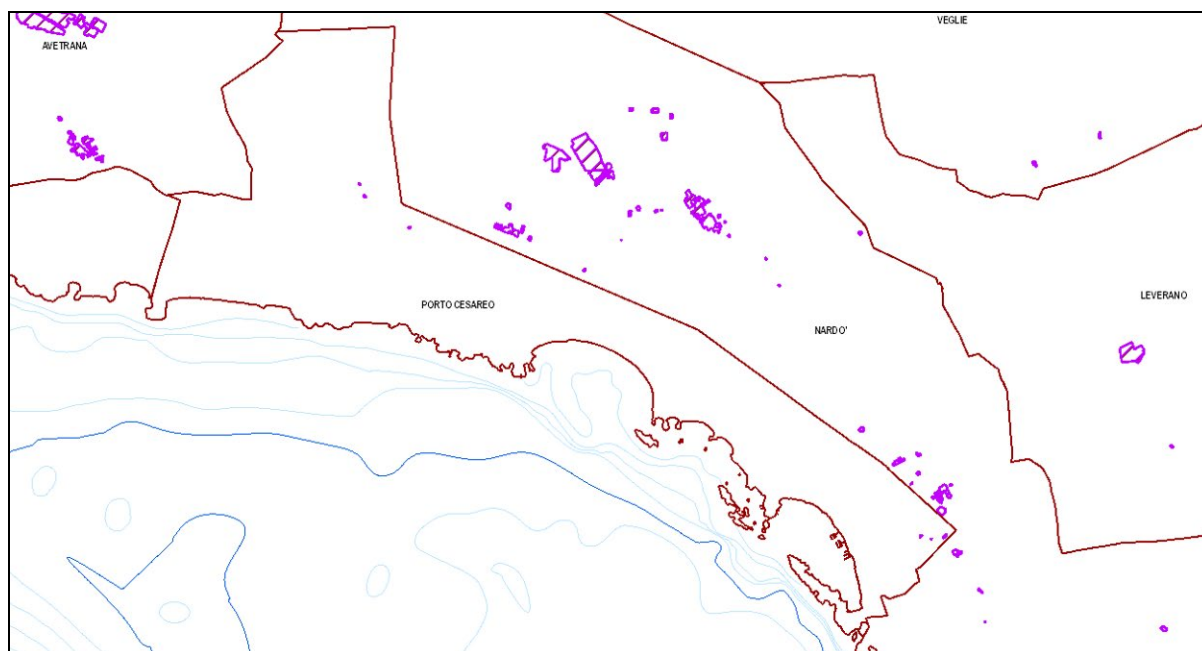 VEGLIE
AVETRANA
LEVERANO
PORTO CESAREO
NARDO'